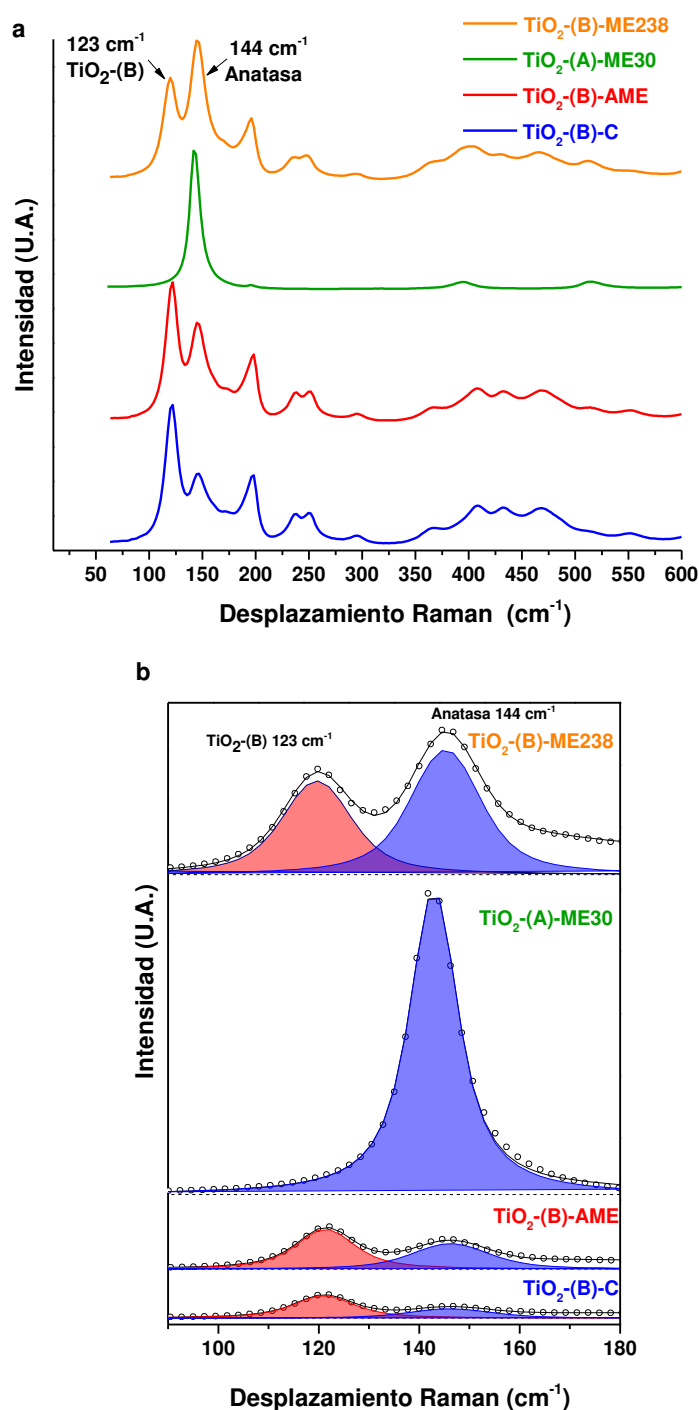 a
123 cm⁻¹
TiO₂-(B)
144 cm⁻¹
Anatasa
TiO₂-(B)-ME238
TiO₂-(A)-ME30
TiO₂-(B)-AME
TiO₂-(B)-C
Intensidad (U.A.)
50 100 150 200 250 300 350 400 450 500 550 600
Desplazamiento Raman (cm⁻¹)
b
Anatasa 144 cm⁻¹
TiO₂-(B) 123 cm⁻¹
TiO₂-(B)-ME238
TiO₂-(A)-ME30
TiO₂-(B)-AME
TiO₂-(B)-C
Intensidad (U.A.)
100 120 140 160 180
Desplazamiento Raman (cm⁻¹)